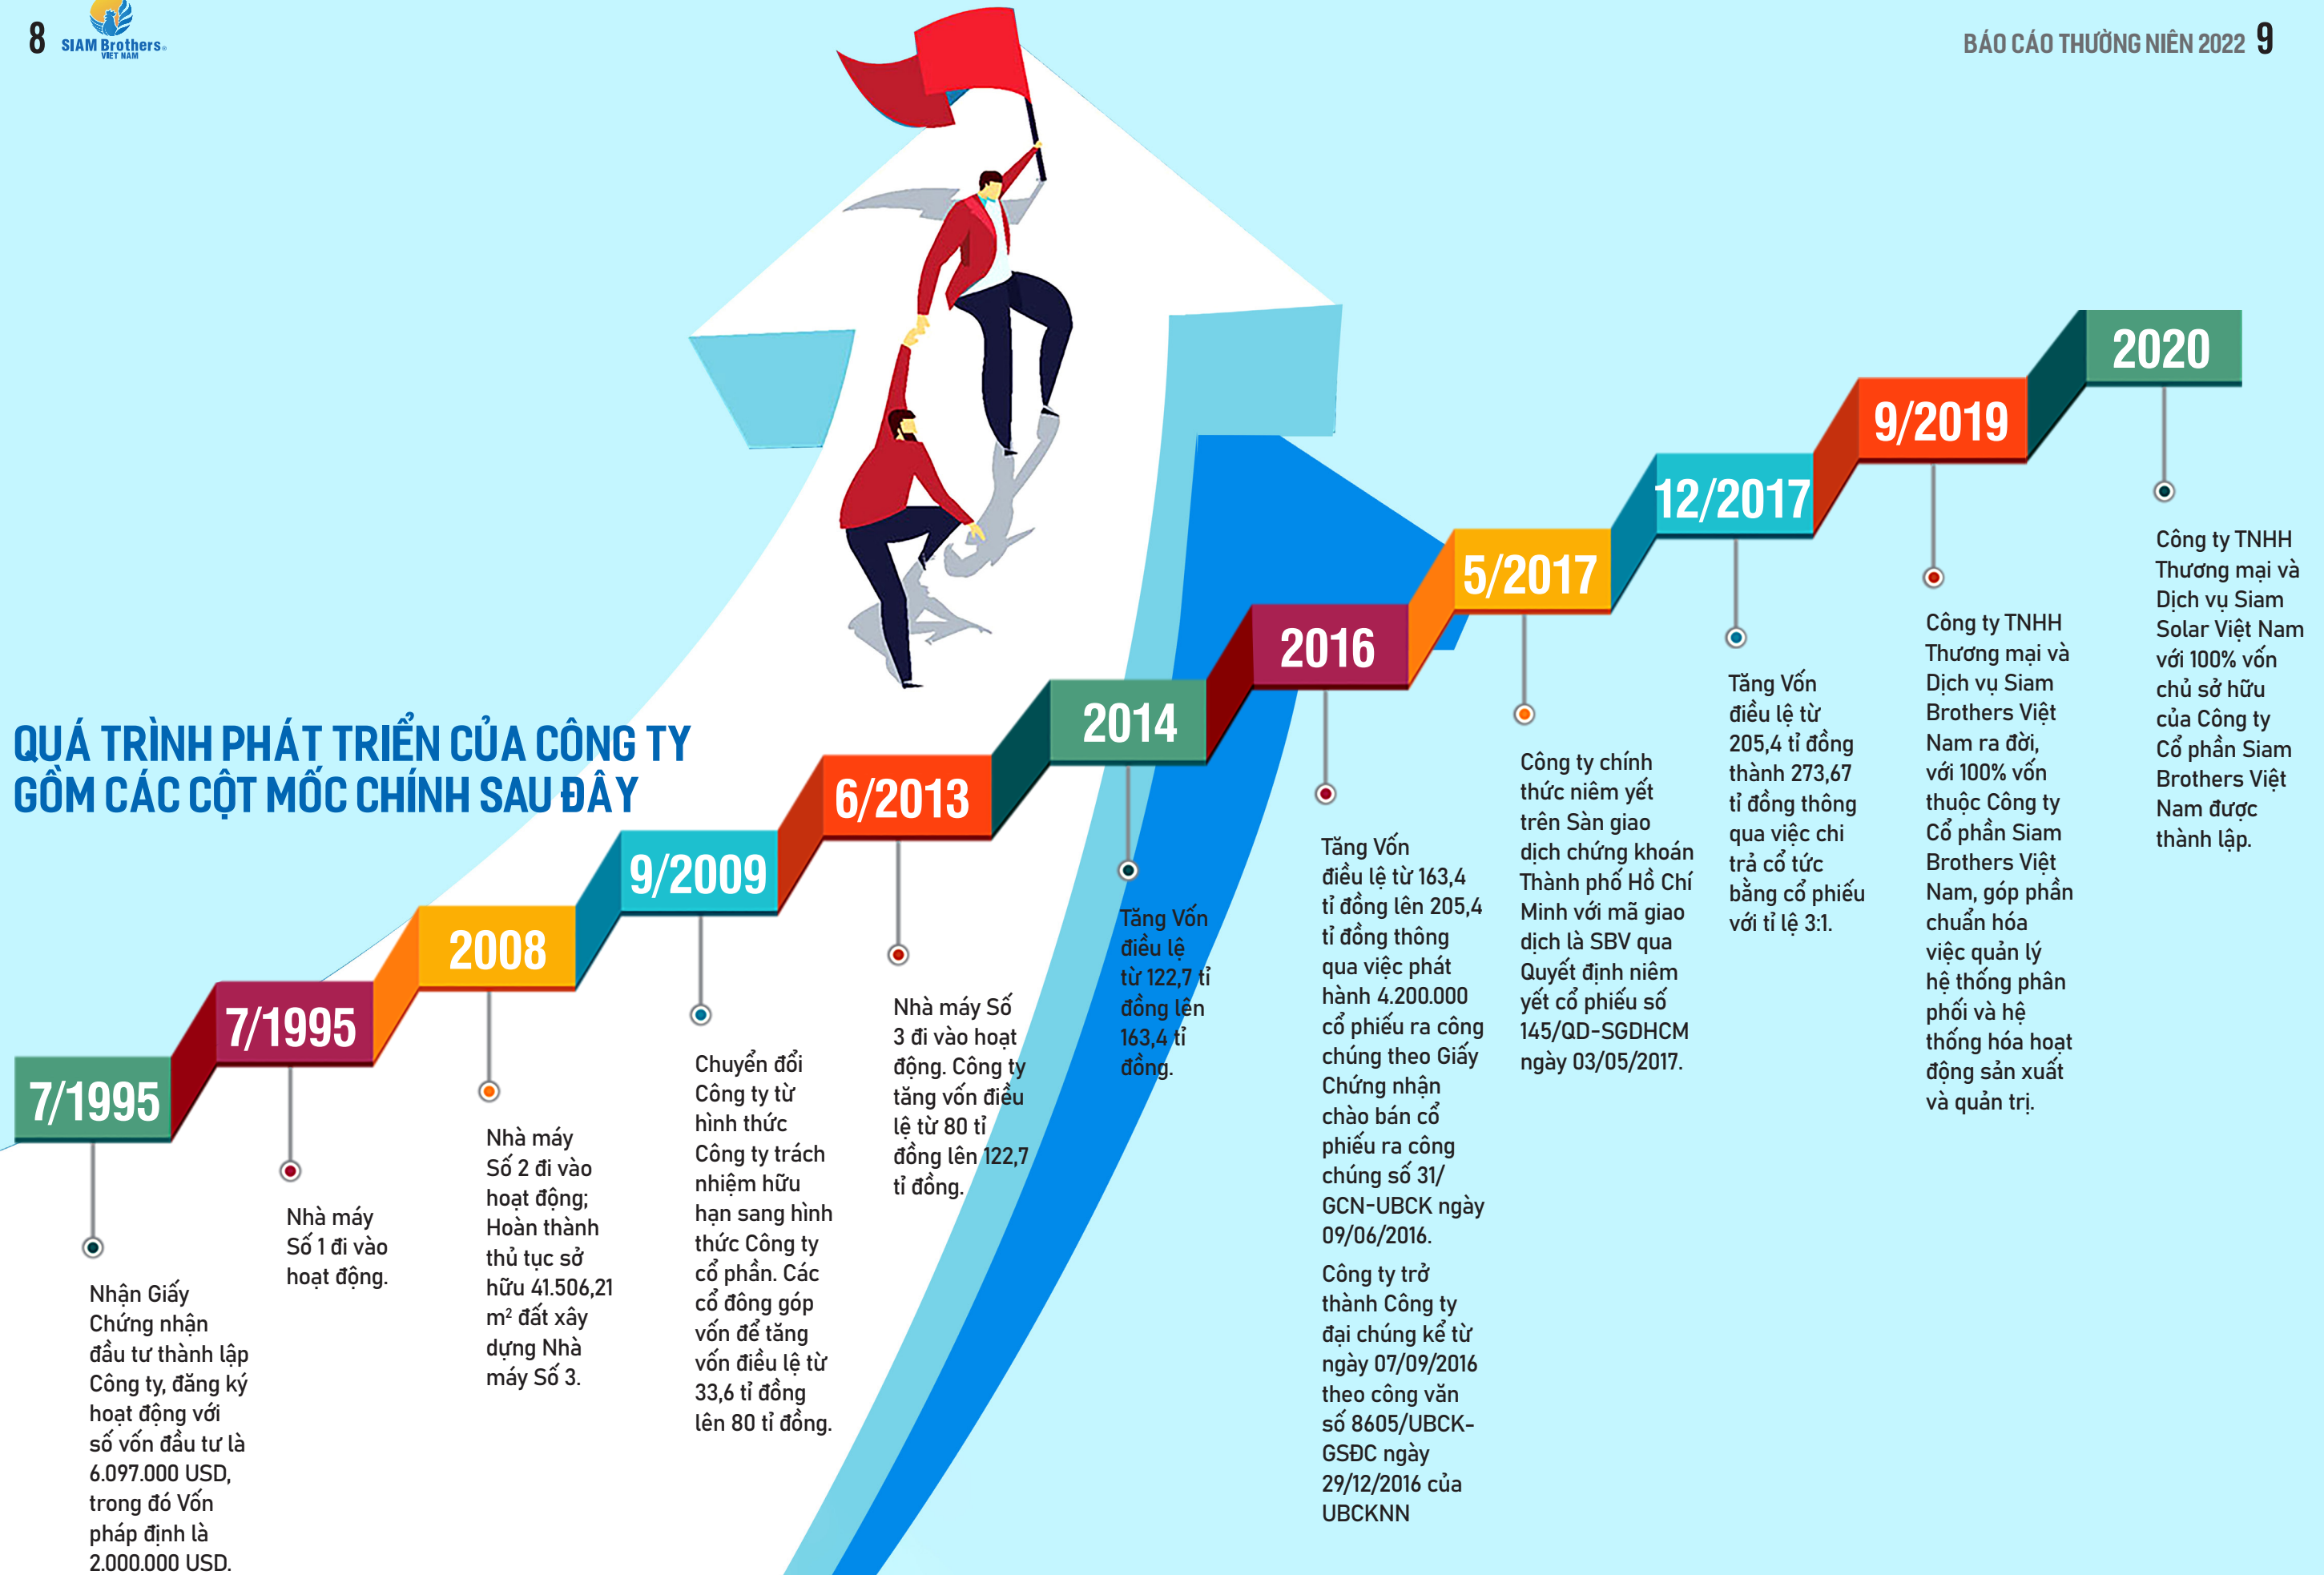 8
SIAM Brothers
VIỆT NAM
BÁO CÁO THƯỜNG NIÊN 2022 9
QUÁ TRÌNH PHÁT TRIỂN CỦA CÔNG TY
GỒM CÁC CỘT MỐC CHÍNH SAU ĐÂY
7/1995
Nhận Giấy
Chứng nhận
đầu tư thành lập
Công ty, đăng ký
hoạt động với
số vốn đầu tư là
6.097.000 USD,
trong đó Vốn
pháp định là
2.000.000 USD.
7/1995
Nhà máy
Số 1 đi vào
hoạt động.
2008
Nhà máy
Số 2 đi vào
hoạt động;
Hoàn thành
thủ tục sở
hữu 41.506,21
m² đất xây
dựng Nhà
máy Số 3.
9/2009
Chuyển đổi
Công ty từ
hình thức
Công ty trách
nhiệm hữu
hạn sang hình
thức Công ty
cổ phần. Các
cổ đông góp
vốn để tăng
vốn điều lệ từ
33,6 tỉ đồng
lên 80 tỉ đồng.
6/2013
Nhà máy Số
3 đi vào hoạt
động. Công ty
tăng vốn điều
lệ từ 80 tỉ
đồng lên 122,7
tỉ đồng.
2014
Tăng Vốn
điều lệ
từ 122,7 tỉ
đồng lên
163,4 tỉ
đồng.
2016
Tăng Vốn
điều lệ từ 163,4
tỉ đồng lên 205,4
tỉ đồng thông
qua việc phát
hành 4.200.000
cổ phiếu ra công
chúng theo Giấy
Chứng nhận
chào bán cổ
phiếu ra công
chúng số 31/
GCN-UBCK ngày
09/06/2016.
Công ty trở
thành Công ty
đại chúng kể từ
ngày 07/09/2016
theo công văn
số 8605/UBCK-
GSĐC ngày
29/12/2016 của
UBCKNN
5/2017
Công ty chính
thức niêm yết
trên Sàn giao
dịch chứng khoán
Thành phố Hồ Chí
Minh với mã giao
dịch là SBV qua
Quyết định niêm
yết cổ phiếu số
145/QD-SGDHCM
ngày 03/05/2017.
12/2017
Tăng Vốn
điều lệ từ
205,4 tỉ đồng
thành 273,67
tỉ đồng thông
qua việc chi
trả cổ tức
bằng cổ phiếu
với tỉ lệ 3:1.
9/2019
Công ty TNHH
Thương mại và
Dịch vụ Siam
Brothers Việt
Nam ra đời,
với 100% vốn
thuộc Công ty
Cổ phần Siam
Brothers Việt
Nam, góp phần
chuẩn hóa
việc quản lý
hệ thống phân
phối và hệ
thống hóa hoạt
động sản xuất
và quản trị.
2020
Công ty TNHH
Thương mại và
Dịch vụ Siam
Solar Việt Nam
với 100% vốn
chủ sở hữu
của Công ty
Cổ phần Siam
Brothers Việt
Nam được
thành lập.